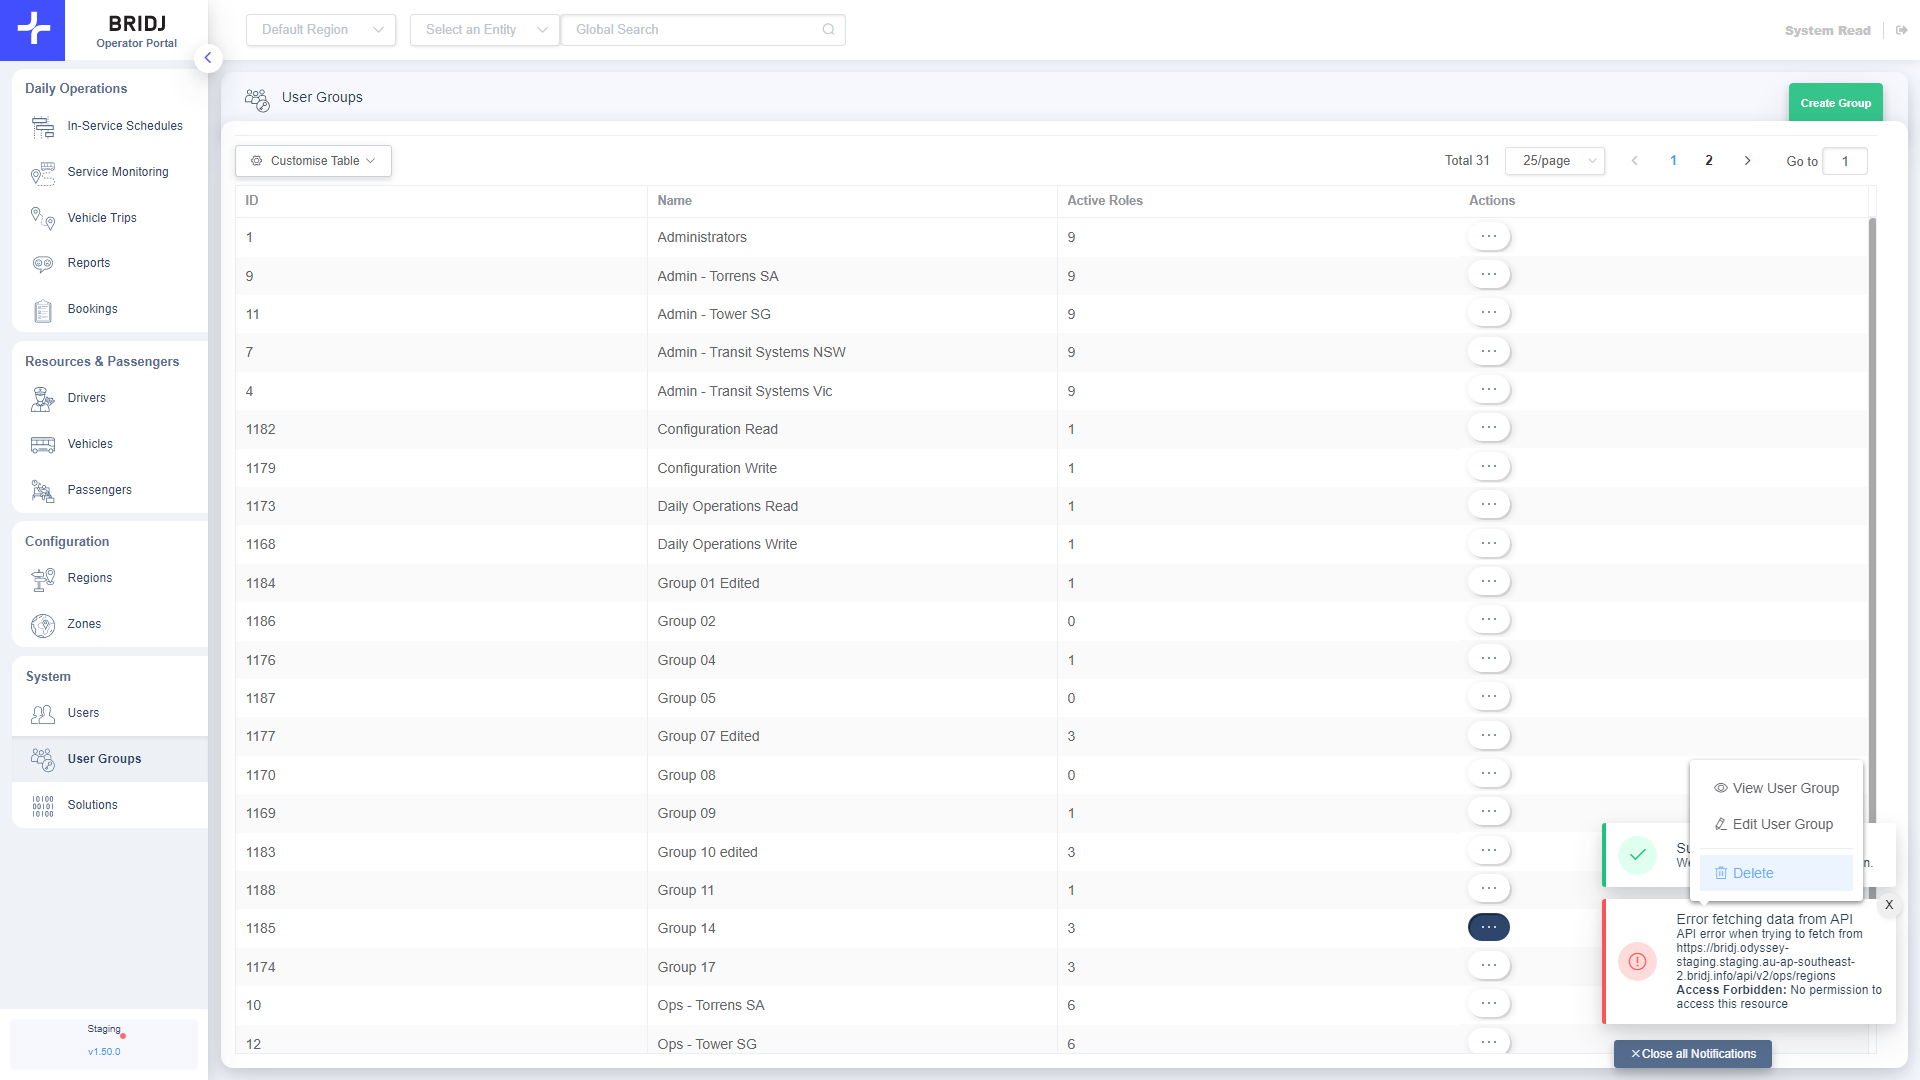 BRIDJ
Operator Portal
Default Region
Select an Entity
Global Search
System Read
Daily Operations
In-Service Schedules
Service Monitoring
Vehicle Trips
Reports
Bookings
Resources & Passengers
Drivers
Vehicles
Passengers
Configuration
Regions
Zones
System
Users
User Groups
Solutions
Staging
v1.50.0
User Groups
Create Group
Customise Table
Total 31
25/page
1
2
Go to
1
ID Name Active Roles Actions
1 Administrators 9
9 Admin - Torrens SA 9
11 Admin - Tower SG 9
7 Admin - Transit Systems NSW 9
4 Admin - Transit Systems Vic 9
1182 Configuration Read 1
1179 Configuration Write 1
1173 Daily Operations Read 1
1168 Daily Operations Write 1
1184 Group 01 Edited 1
1186 Group 02 0
1176 Group 04 1
1187 Group 05 0
1177 Group 07 Edited 3
1170 Group 08 0
1169 Group 09 1
1183 Group 10 edited 3
1188 Group 11 1
1185 Group 14 3
1174 Group 17 3
10 Ops - Torrens SA 6
12 Ops - Tower SG 6
View User Group
Edit User Group
Delete
X
Error fetching data from API
API error when trying to fetch from
https://bridj.odyssey-
staging.staging.au-ap-southeast-
2.bridj.info/api/v2/ops/regions
Access Forbidden: No permission to
access this resource
Close all Notifications